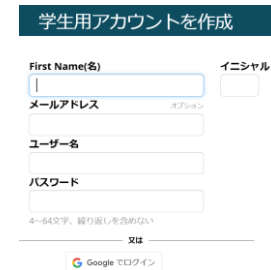 学生用アカウントを作成
First Name(名) イニシャル
メールアドレス オプション
ユーザー名
パスワード
4～64文字、繰り返しを含めない
又は
Google でログイン